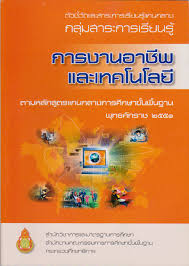 ตัวชี้วัดและสาระการเรียนรู้แกนกลาง
กลุ่มสาระการเรียนรู้
การงานอาชีพ
และเทคโนโลยี
ตามหลักสูตรแกนกลางการศึกษาขั้นพื้นฐาน
พุทธศักราช ๒๕๕๑
สำนักวิชาการและมาตรฐานการศึกษา
สำนักงานคณะกรรมการการศึกษาขั้นพื้นฐาน
กระทรวงศึกษาธิการ